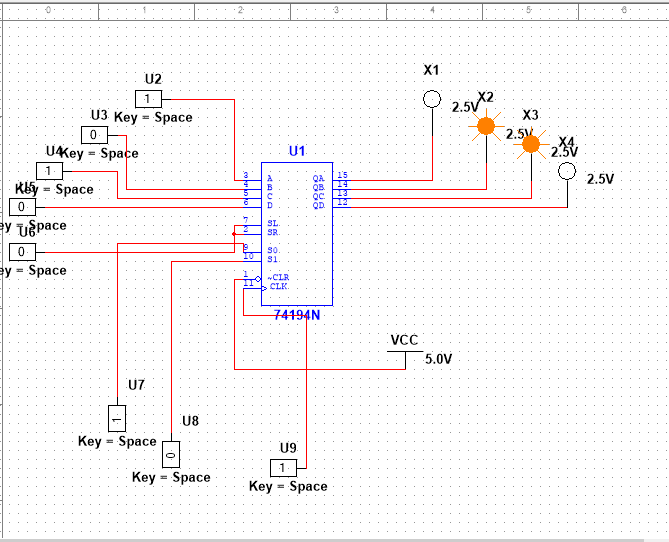 0 1 2 3 4 5 6
X1
U2
1
Key = Space
2.5V
X2
U3
0
Key = Space
2.5V
X3
U4
1
Key = Space
U1
X4
2.5V
2.5V
U5
0
Key = Space
3 A QA 15
4 B QB 14
5 C QC 13
6 D QD 12
7 SL
2 SR
U6
0
Key = Space
9 S0
10 S1
1 ~CLR
11 CLK
74194N
VCC
5.0V
U7
1
Key = Space
U8
0
Key = Space
U9
1
Key = Space